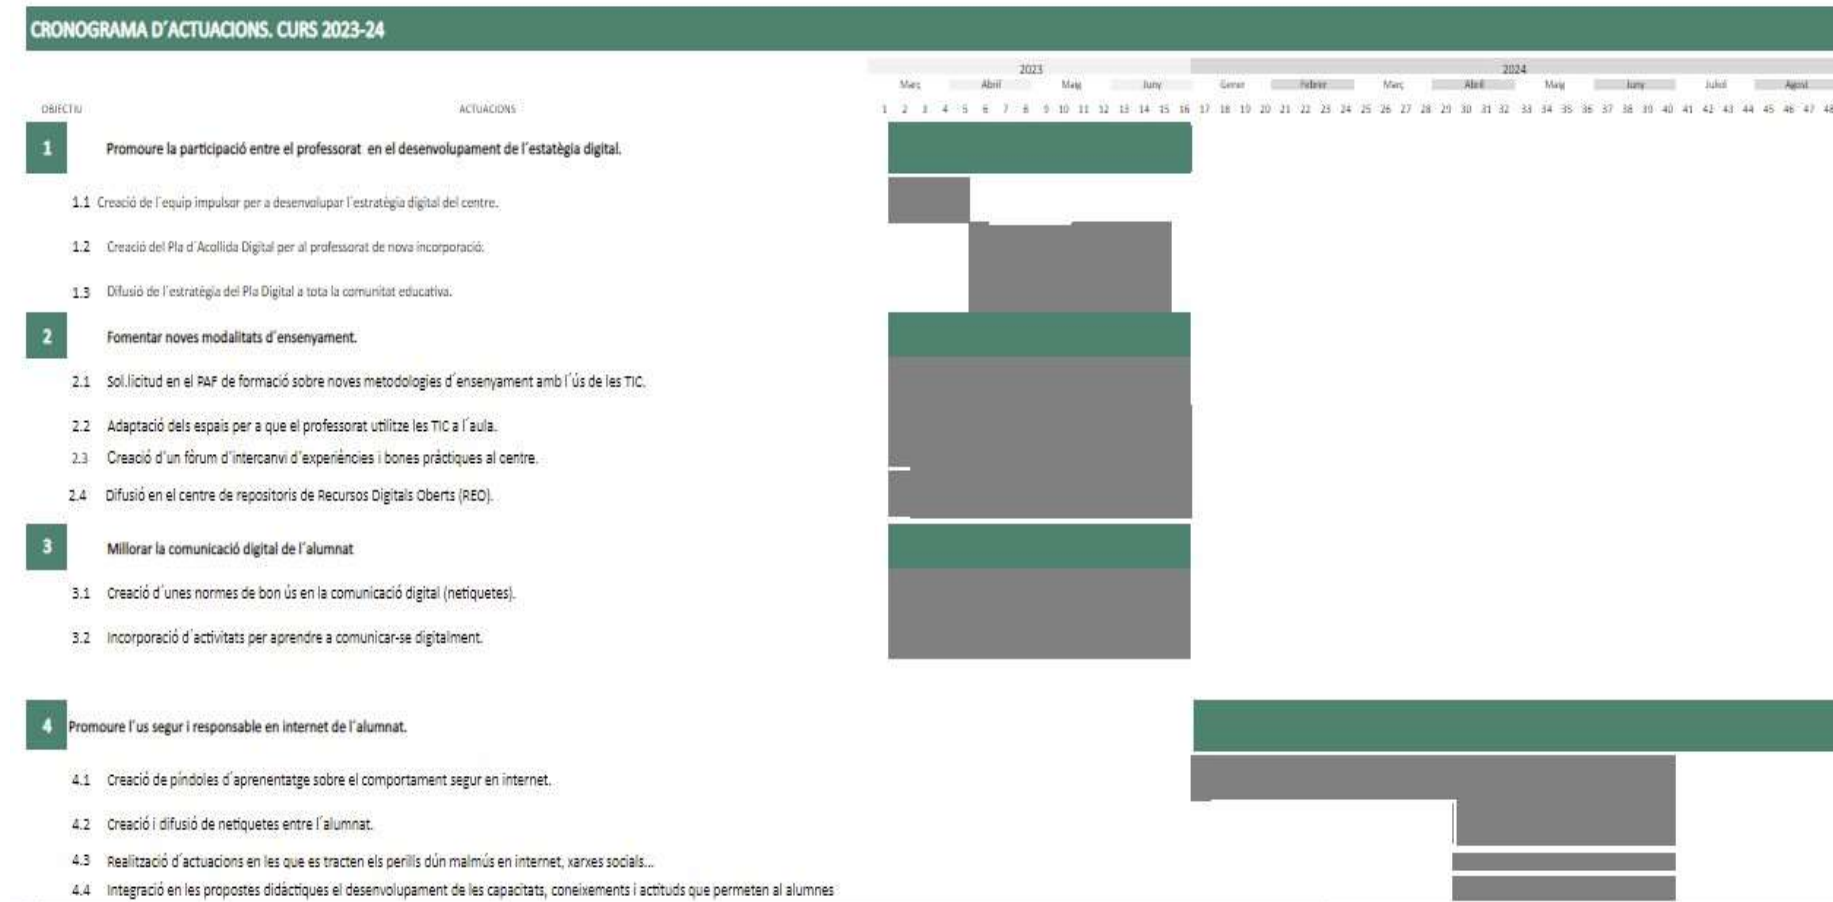 CRONOGRAMA D´ACTUACIONS. CURS 2023-24
2023 2024
Març Abril Maig Juny Gener Febrer Març Abril Maig Juny Juliol Agost
OBJECTIU ACTUACIONS 1 2 3 4 5 6 7 8 9 10 11 12 13 14 15 16 17 18 19 20 21 22 23 24 25 26 27 28 29 30 31 32 33 34 35 36 37 38 39 40 41 42 43 44 45 46 47 48
1 Promoure la participació entre el professorat en el desenvolupament de l´estatègia digital.
1.1 Creació de l´equip impulsor per a desenvolupar l´estratègia digital del centre.
1.2 Creació del Pla d´Acollida Digital per al professorat de nova incorporació.
1.3 Difusió de l´estratègia del Pla Digital a tota la comunitat educativa.
2 Fomentar noves modalitats d´ensenyament.
2.1 Sol.licitud en el PAF de formació sobre noves metodologies d´ensenyament amb l´ús de les TIC.
2.2 Adaptació dels espais per a que el professorat utilitze les TIC a l´aula.
2.3 Creació d'un fòrum d'intercanvi d'experiències i bones pràctiques al centre.
2.4 Difusió en el centre de repositoris de Recursos Digitals Oberts (REO).
3 Millorar la comunicació digital de l´alumnat
3.1 Creació d´unes normes de bon ús en la comunicació digital (netiquetes).
3.2 Incorporació d´activitats per aprendre a comunicar-se digitalment.
4 Promoure l´us segur i responsable en internet de l´alumnat.
4.1 Creació de píndoles d´aprenentatge sobre el comportament segur en internet.
4.2 Creació i difusió de netiquetes entre l´alumnat.
4.3 Realització d´actuacions en les que es tracten els perills dún malmús en internet, xarxes socials...
4.4 Integració en les propostes didàctiques el desenvolupament de les capacitats, coneixements i actituds que permeten al alumnes